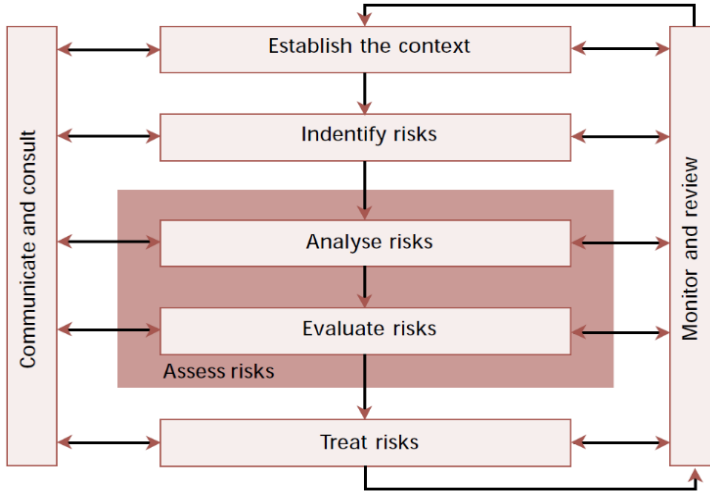 Establish the context
Indentify risks
Analyse risks
Evaluate risks
Assess risks
Treat risks
Communicate and consult
Monitor and review